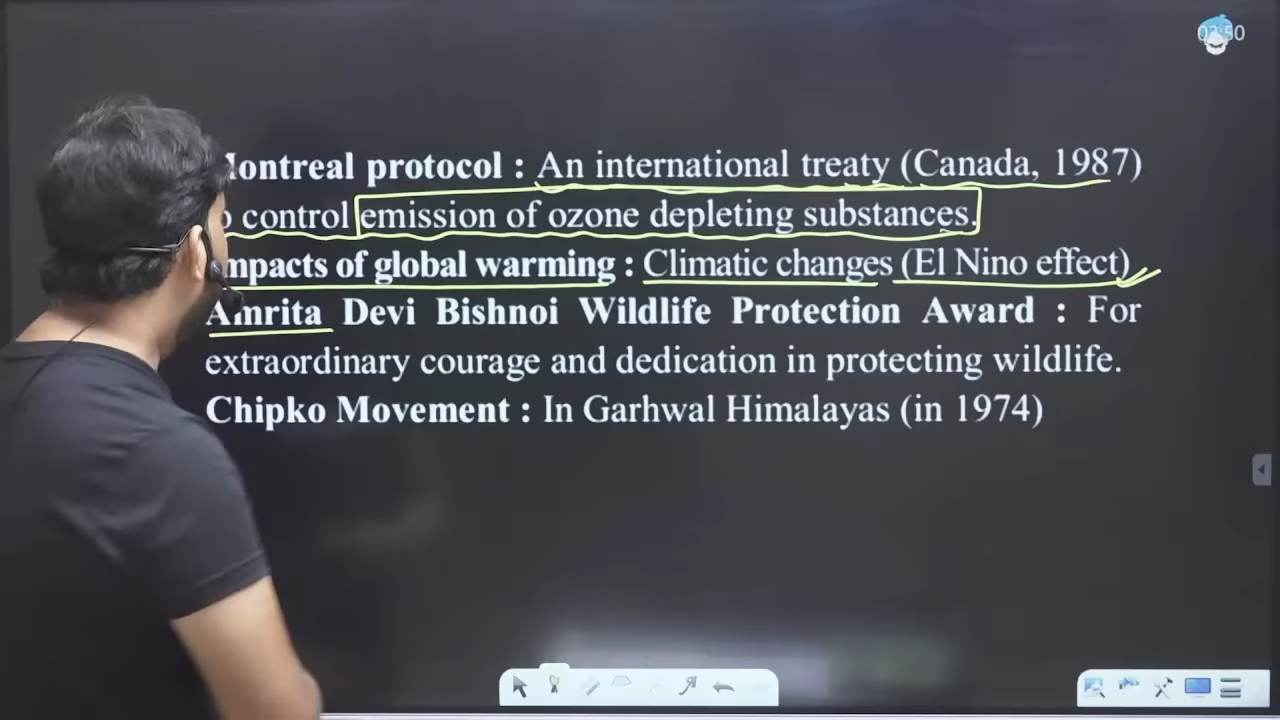 Montreal protocol : An international treaty (Canada, 1987)
control emission of ozone depleting substances.
Impacts of global warming : Climatic changes (El Nino effect)
Amrita Devi Bishnoi Wildlife Protection Award : For
extraordinary courage and dedication in protecting wildlife.
Chipko Movement : In Garhwal Himalayas (in 1974)